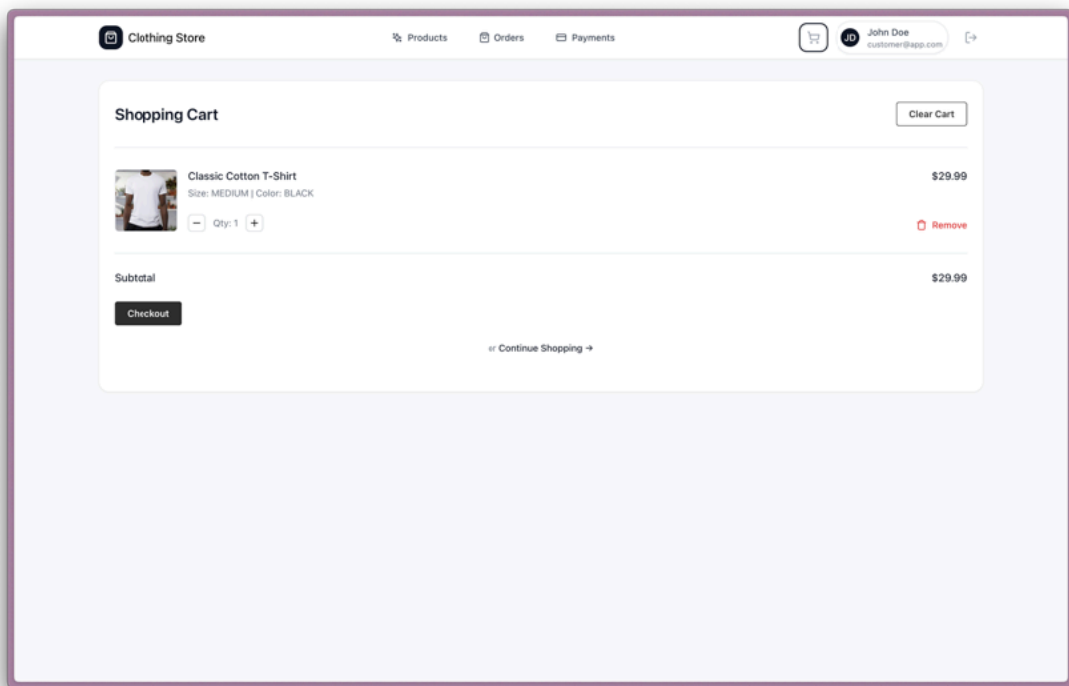 Clothing Store
Products
Orders
Payments
JD
John Doe
customer@app.com
Shopping Cart
Clear Cart
Classic Cotton T-Shirt
$29.99
Size: MEDIUM | Color: BLACK
Qty: 1
Remove
Subtotal
$29.99
Checkout
or Continue Shopping →